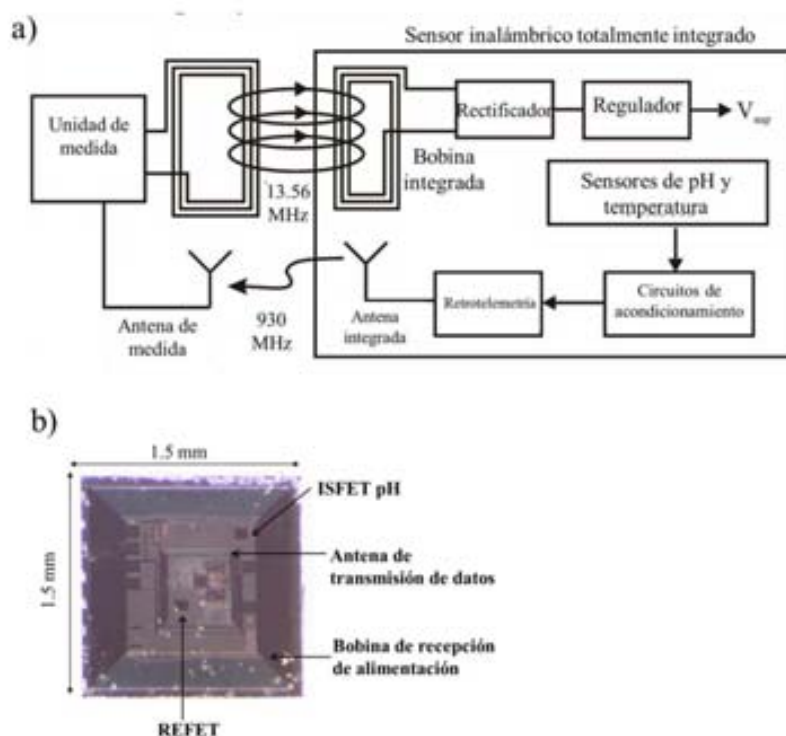 a)
Sensor inalámbrico totalmente integrado
Unidad de
medida
Rectificador
Regulador
Bobina
integrada
13.56
MHz
Sensores de pH y
temperatura
Antena de
medida
930
MHz
Antena
integrada
Retrotelemetría
Circuitos de
acondicionamiento
b)
1.5 mm
1.5 mm
ISFET pH
Antena de
transmisión de datos
Bobina de recepción
de alimentación
REFET